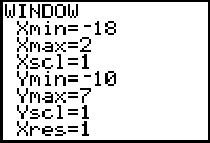 WINDOW
Xmin=-18
Xmax=2
Xscl=1
Ymin=-10
Ymax=7
Yscl=1
Xres=1